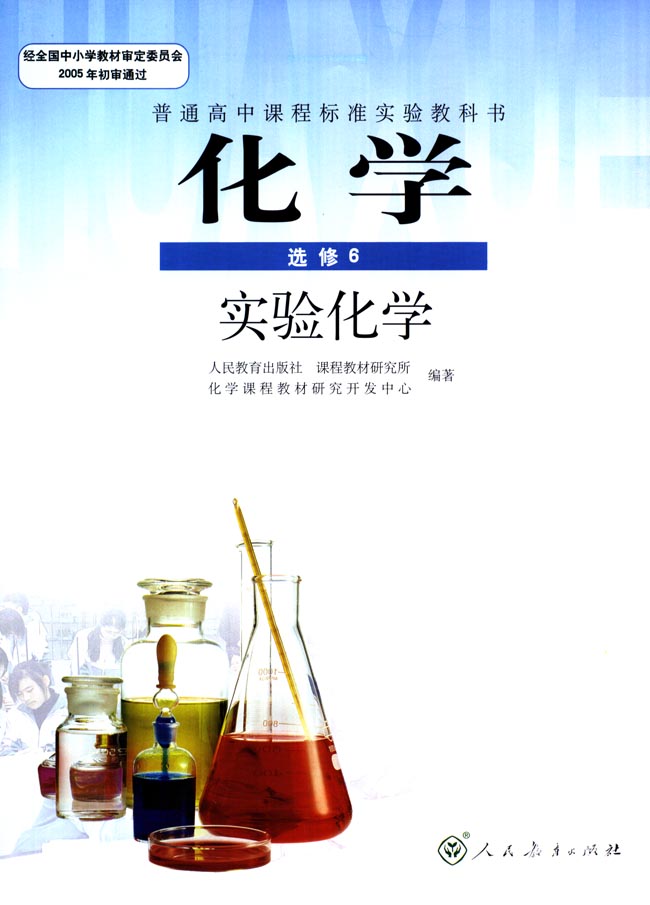 经全国中小学教材审定委员会
2005年初审通过
HUAXUE
普通高中课程标准实验教科书
化学
选修6
实验化学
人民教育出版社 课程教材研究所
化学课程教材研究开发中心
编著
1000
800
®
人民教育出版社